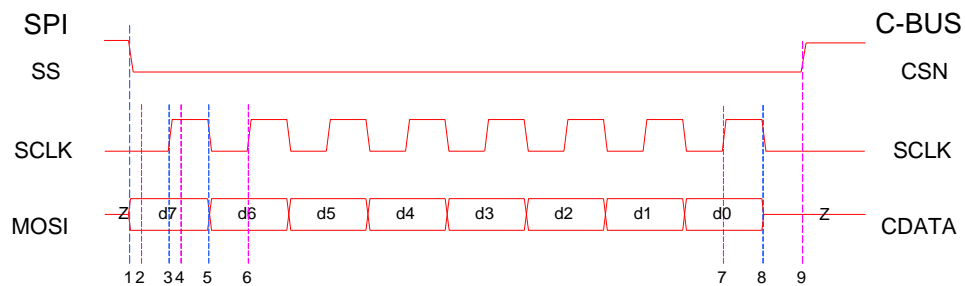 SPI C-BUS
SS CSN
SCLK SCLK
MOSI Z d7 d6 d5 d4 d3 d2 d1 d0 Z CDATA
1 2 3 4 5 6 7 8 9